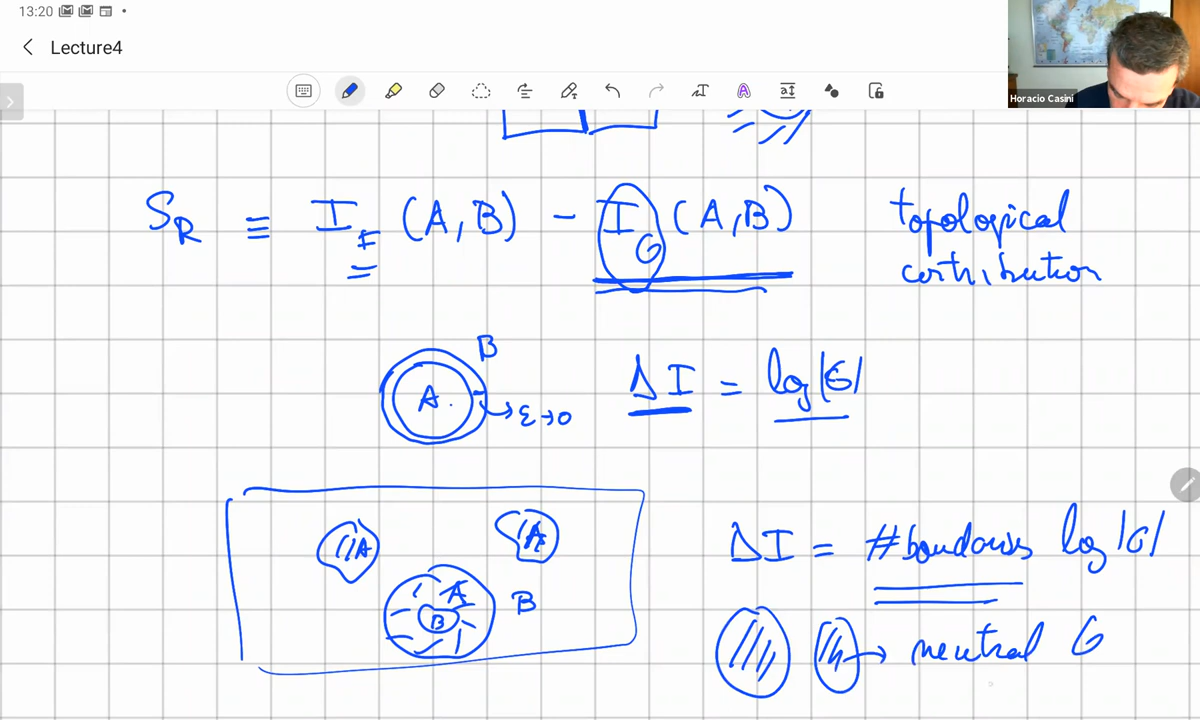 13:20
Lecture4
Horacio Casini
S_R ≡ I_F (A,B) - I_G (A,B) topological
contribution
B
A
ΔI = log|G|
ε→0
A
A
A
B
B
ΔI = #boundaries log|G|
→ neutral G